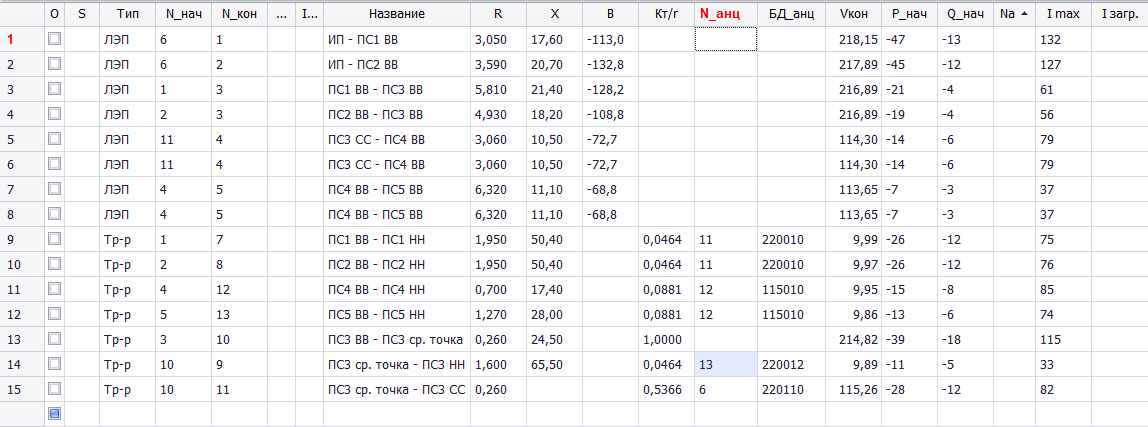 O S Тип N_нач N_кон ... I... Название R X B Кт/r N_анц БД_анц Vкон P_нач Q_нач Na I max I загр.
1 ЛЭП 6 1 ИП - ПС1 ВВ 3,050 17,60 -113,0 218,15 -47 -13 132
2 ЛЭП 6 2 ИП - ПС2 ВВ 3,590 20,70 -132,8 217,89 -45 -12 127
3 ЛЭП 1 3 ПС1 ВВ - ПС3 ВВ 5,810 21,40 -128,2 216,89 -21 -4 61
4 ЛЭП 2 3 ПС2 ВВ - ПС3 ВВ 4,930 18,20 -108,8 216,89 -19 -4 56
5 ЛЭП 11 4 ПС3 СС - ПС4 ВВ 3,060 10,50 -72,7 114,30 -14 -6 79
6 ЛЭП 11 4 ПС3 СС - ПС4 ВВ 3,060 10,50 -72,7 114,30 -14 -6 79
7 ЛЭП 4 5 ПС4 ВВ - ПС5 ВВ 6,320 11,10 -68,8 113,65 -7 -3 37
8 ЛЭП 4 5 ПС4 ВВ - ПС5 ВВ 6,320 11,10 -68,8 113,65 -7 -3 37
9 Тр-р 1 7 ПС1 ВВ - ПС1 НН 1,950 50,40 0,0464 11 220010 9,99 -26 -12 75
10 Тр-р 2 8 ПС2 ВВ - ПС2 НН 1,950 50,40 0,0464 11 220010 9,97 -26 -12 76
11 Тр-р 4 12 ПС4 ВВ - ПС4 НН 0,700 17,40 0,0881 12 115010 9,95 -15 -8 85
12 Тр-р 5 13 ПС5 ВВ - ПС5 НН 1,270 28,00 0,0881 12 115010 9,86 -13 -6 74
13 Тр-р 3 10 ПС3 ВВ - ПС3 ср. точка 0,260 24,50 1,0000 214,82 -39 -18 115
14 Тр-р 10 9 ПС3 ср. точка - ПС3 НН 1,600 65,50 0,0464 13 220012 9,89 -11 -5 33
15 Тр-р 10 11 ПС3 ср. точка - ПС3 СС 0,260 0,5366 6 220110 115,26 -28 -12 82